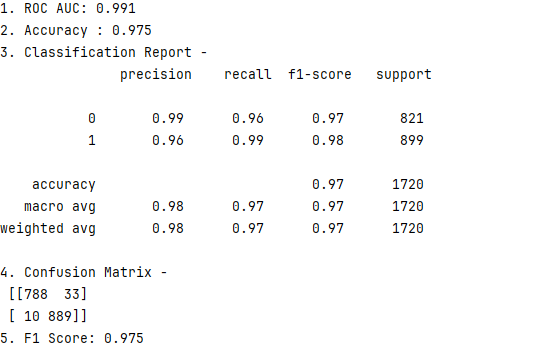 1. ROC AUC: 0.991
2. Accuracy : 0.975
3. Classification Report -
               precision    recall  f1-score   support

           0       0.99      0.96      0.97       821
           1       0.96      0.99      0.98       899

    accuracy                           0.97      1720
   macro avg       0.98      0.97      0.97      1720
weighted avg       0.98      0.97      0.97      1720

4. Confusion Matrix -
 [[788  33]
 [ 10 889]]
5. F1 Score: 0.975